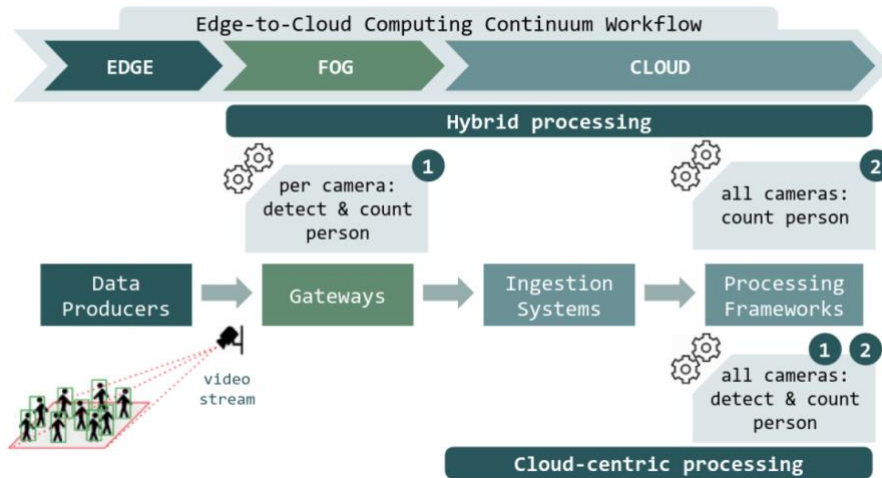 Edge-to-Cloud Computing Continuum Workflow
EDGE
FOG
CLOUD
Hybrid processing
1
per camera:
detect & count
person
2
all cameras:
count person
Data
Producers
Gateways
Ingestion
Systems
Processing
Frameworks
video
stream
1 2
all cameras:
detect & count
person
Cloud-centric processing